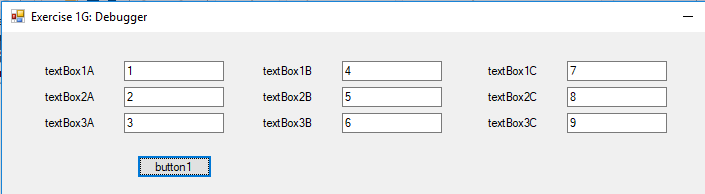 Exercise 1G: Debugger
textBox1A 1 textBox1B 4 textBox1C 7
textBox2A 2 textBox2B 5 textBox2C 8
textBox3A 3 textBox3B 6 textBox3C 9
button1